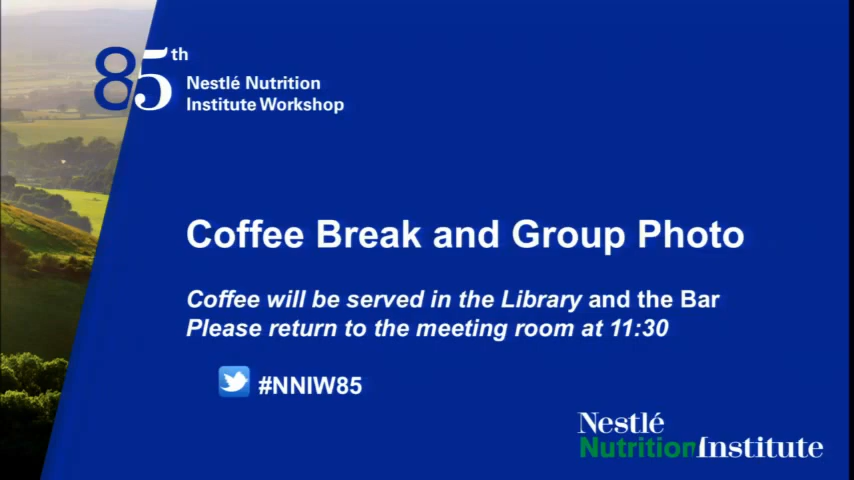 85th
Nestlé Nutrition
Institute Workshop
Coffee Break and Group Photo
Coffee will be served in the Library and the Bar
Please return to the meeting room at 11:30
#NNIW85
Nestlé
NutritionInstitute